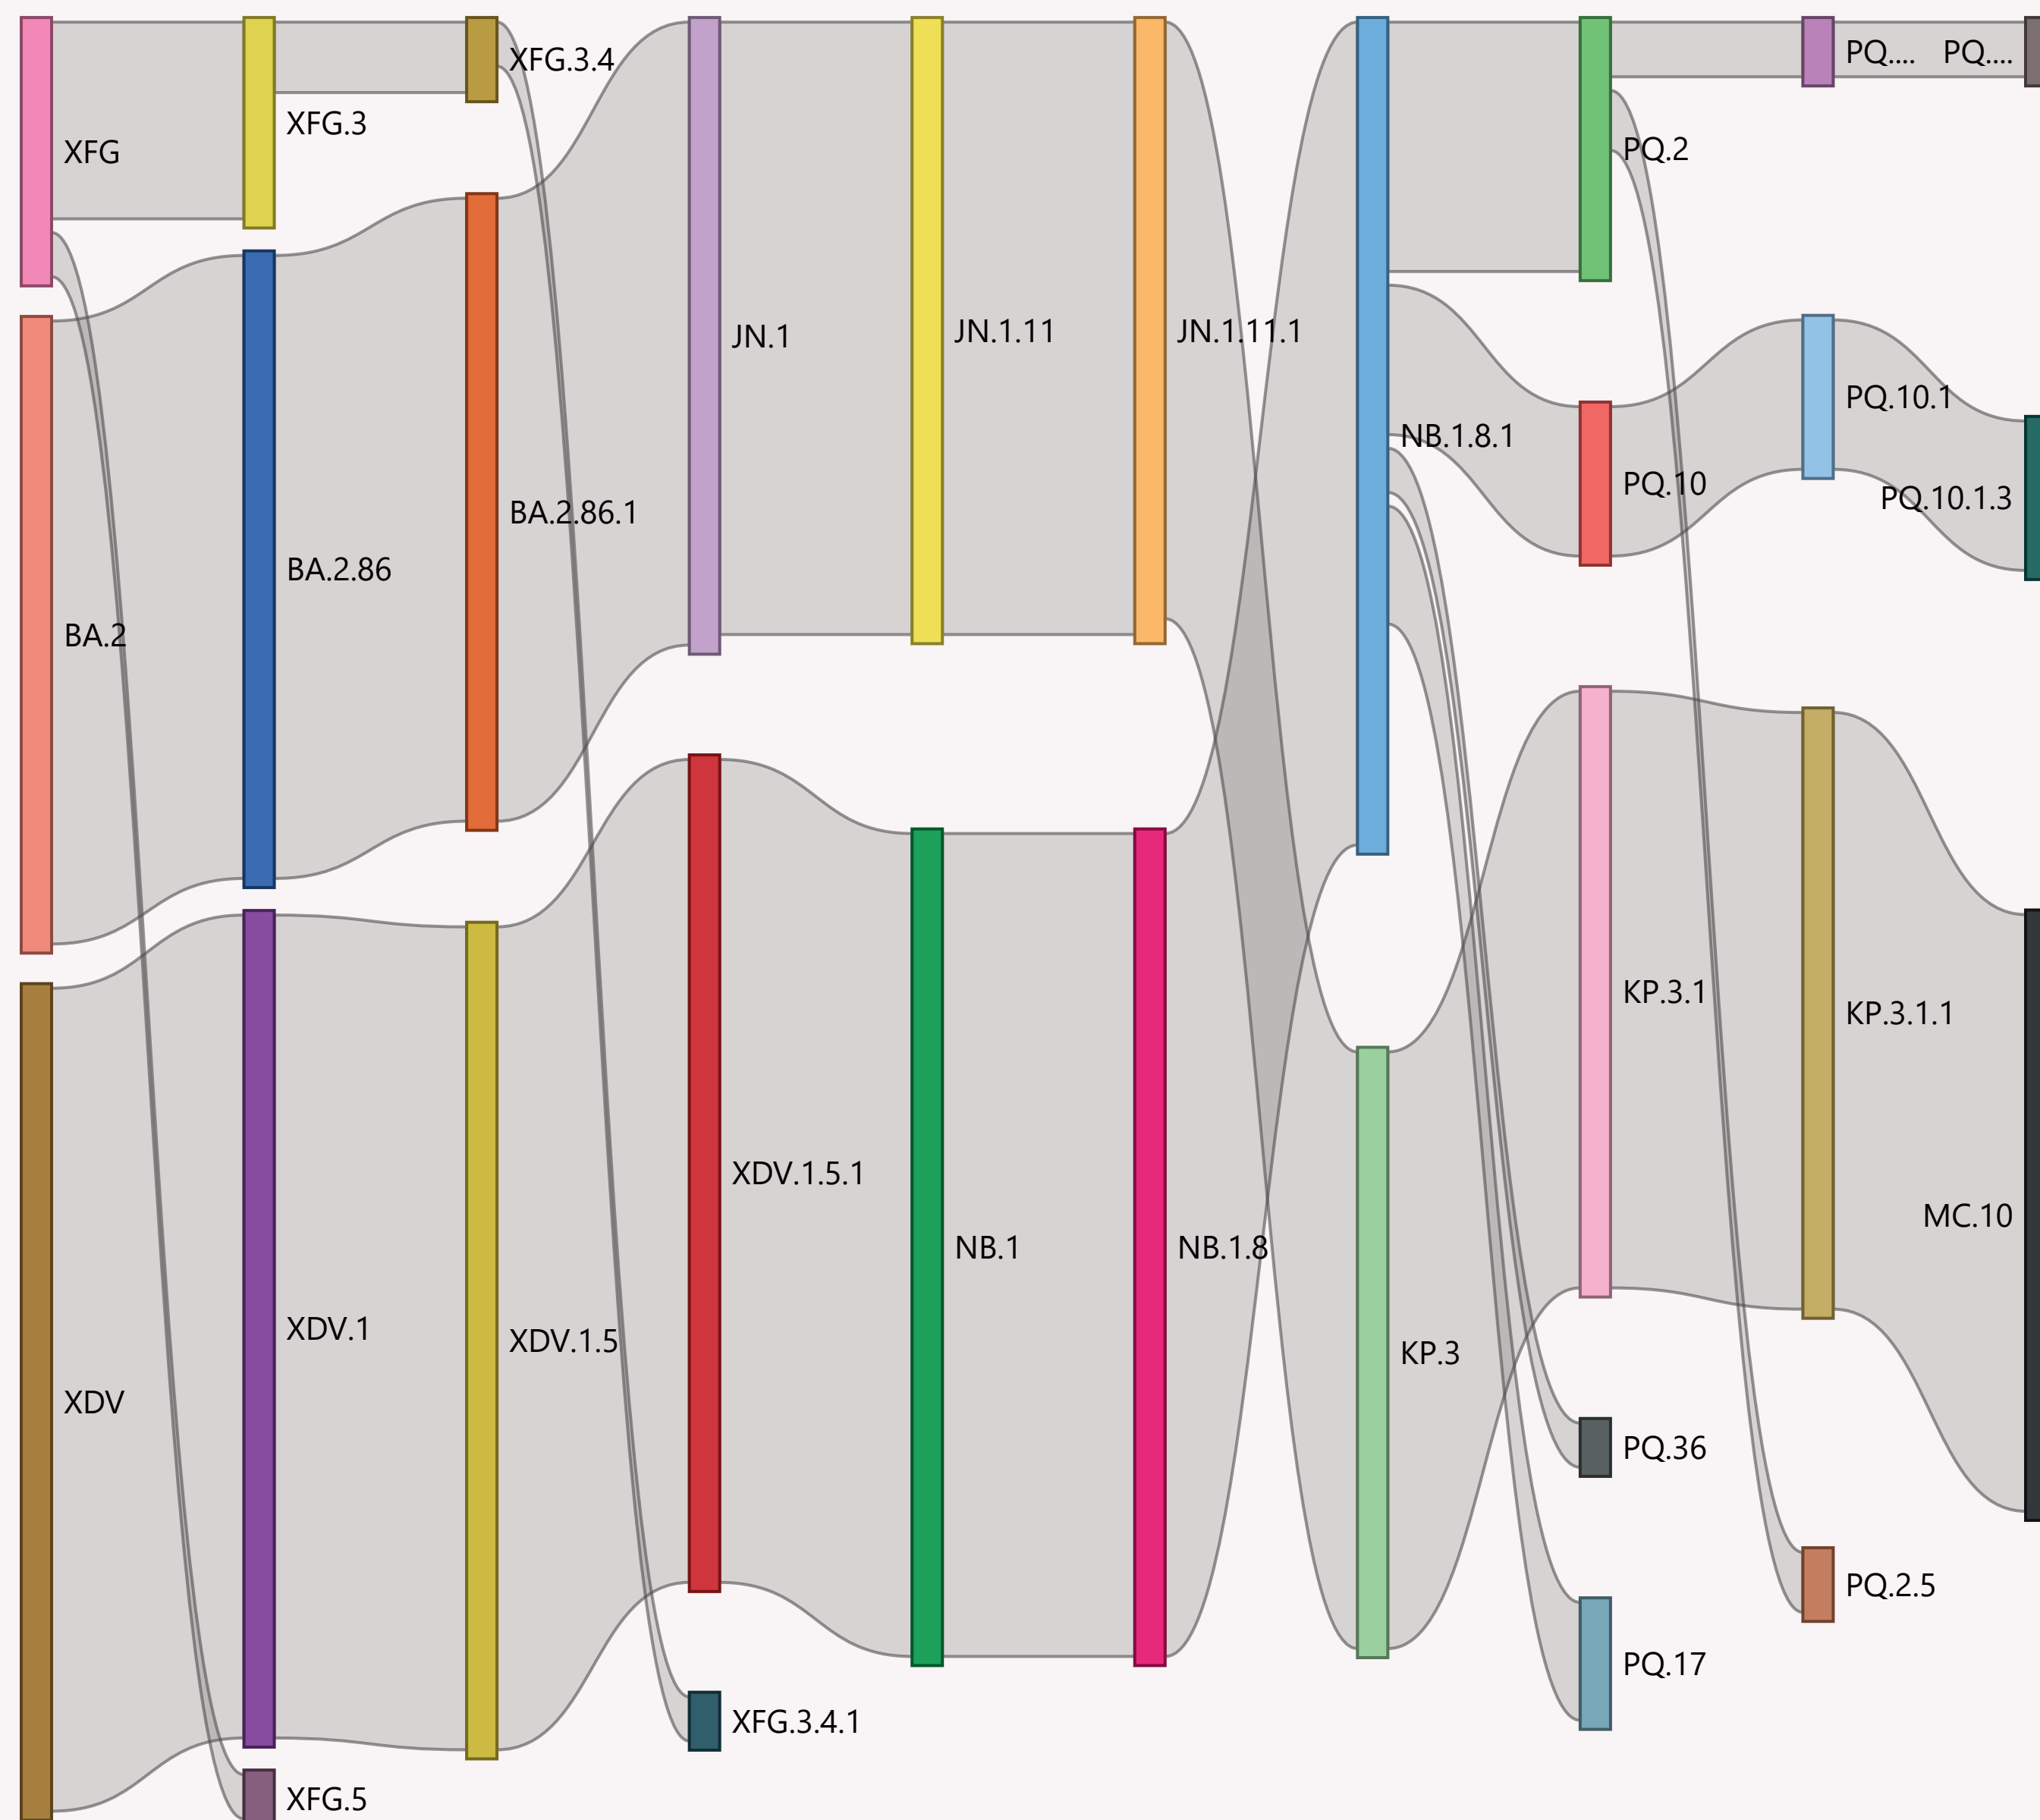 XFG
BA.2
XDV
XFG.3
BA.2.86
XDV.1
XFG.5
XFG.3.4
BA.2.86.1
XDV.1.5
JN.1
XDV.1.5.1
XFG.3.4.1
JN.1.11
NB.1
JN.1.11.1
NB.1.8
NB.1.8.1
KP.3
PQ.2
PQ.10
KP.3.1
PQ.36
PQ.17
PQ....
PQ.10.1
KP.3.1.1
PQ.2.5
PQ....
PQ.10.1.3
MC.10